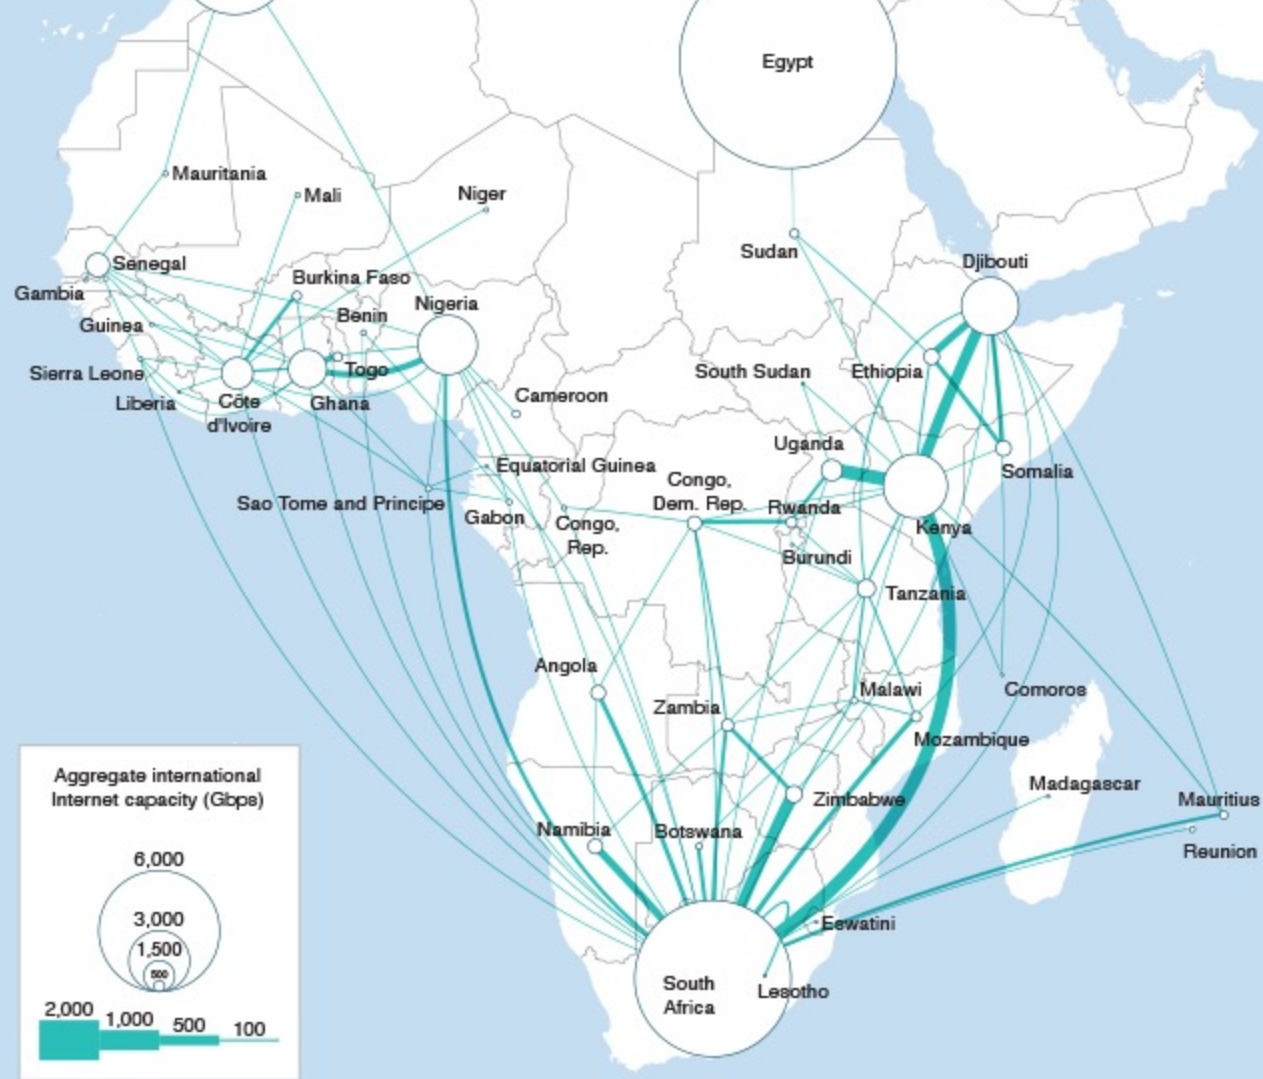 Egypt
Mauritania
Mali
Niger
Sudan
Senegal
Djibouti
Burkina Faso
Gambia
Nigeria
Benin
Guinea
Togo
South Sudan
Ethiopia
Sierra Leone
Liberia
Côte
d'Ivoire
Ghana
Cameroon
Uganda
Equatorial Guinea
Somalia
Congo,
Dem. Rep.
Sao Tome and Principe
Rwanda
Gabon
Congo,
Rep.
Kenya
Burundi
Tanzania
Angola
Malawi
Comoros
Zambia
Mozambique
Madagascar
Mauritius
Zimbabwe
Namibia
Botswana
Reunion
Eswatini
South
Africa
Lesotho
Aggregate international
Internet capacity (Gbps)
6,000
3,000
1,500
500
2,000
1,000
500
100